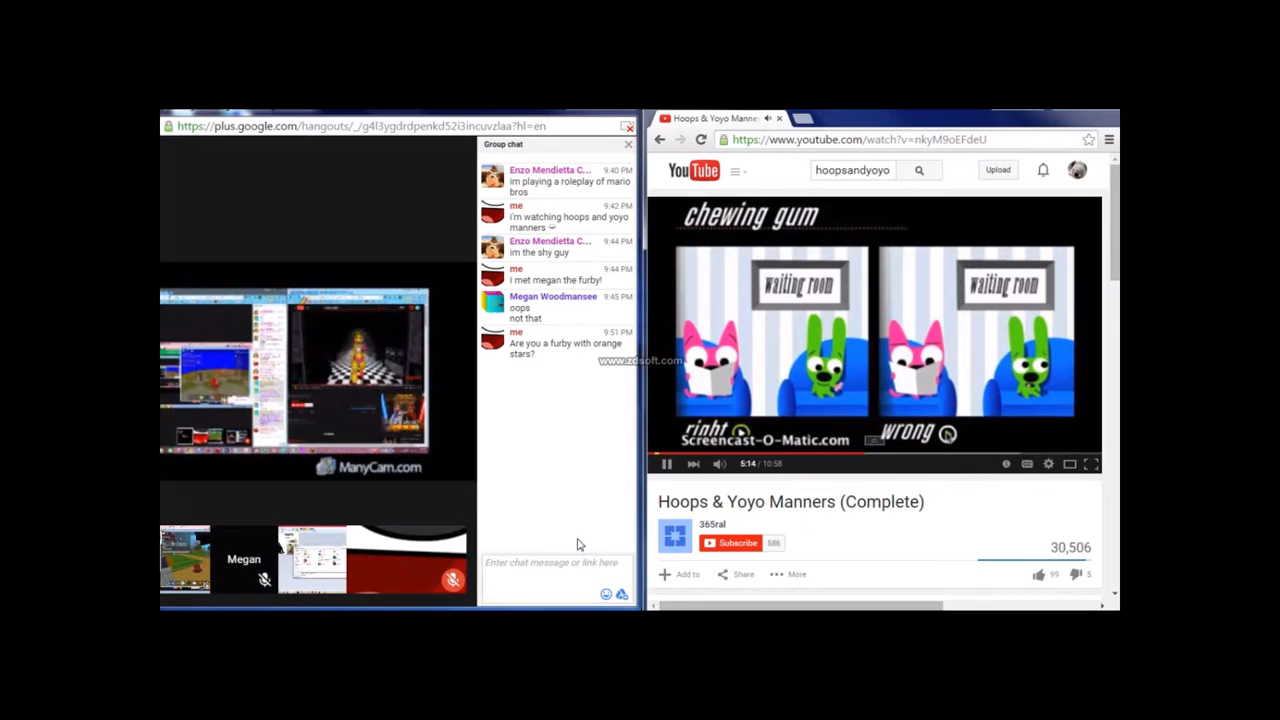 https://plus.google.com/hangouts/_/g4l3ygdrdpenkd52i3incuvzlaa?hl=en
Group chat
Enzo Mendietta C... 9:40 PM
im playing a roleplay of mario
bros
me 9:42 PM
i'm watching hoops and yoyo
manners
Enzo Mendietta C... 9:44 PM
im the shy guy
me 9:44 PM
I met megan the furby!
Megan Woodmansee 9:45 PM
oops
not that
me 9:51 PM
Are you a furby with orange
stars?
www.zdsoft.com
ManyCam.com
Megan
Enter chat message or link here
Hoops & Yoyo Manne
https://www.youtube.com/watch?v=nkyM9oEFdeU
YouTube
hoopsandyoyo
Upload
chewing gum
waiting room
waiting room
right
wrong
Screencast-O-Matic.com
5:14 / 10:58
Hoops & Yoyo Manners (Complete)
365ral
Subscribe 586
30,506
Add to Share More
99 5